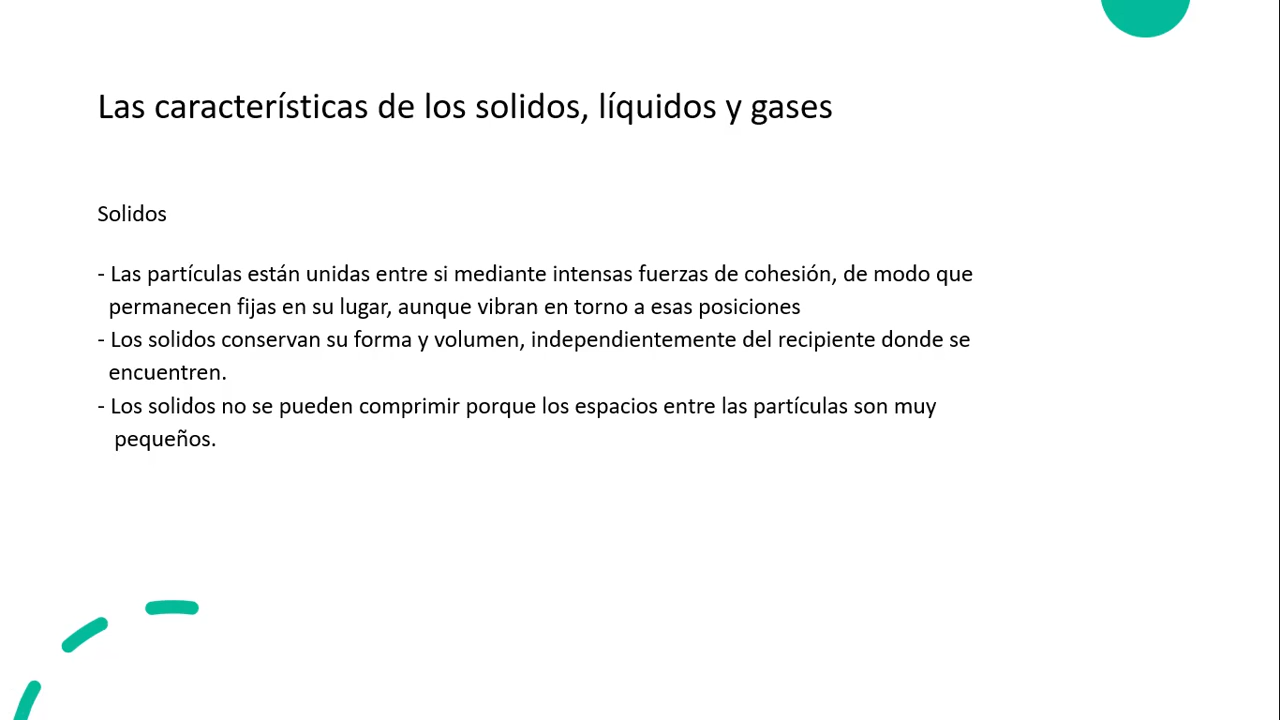 Las características de los solidos, líquidos y gases
Solidos
- Las partículas están unidas entre si mediante intensas fuerzas de cohesión, de modo que
permanecen fijas en su lugar, aunque vibran en torno a esas posiciones
- Los solidos conservan su forma y volumen, independientemente del recipiente donde se
encuentren.
- Los solidos no se pueden comprimir porque los espacios entre las partículas son muy
pequeños.